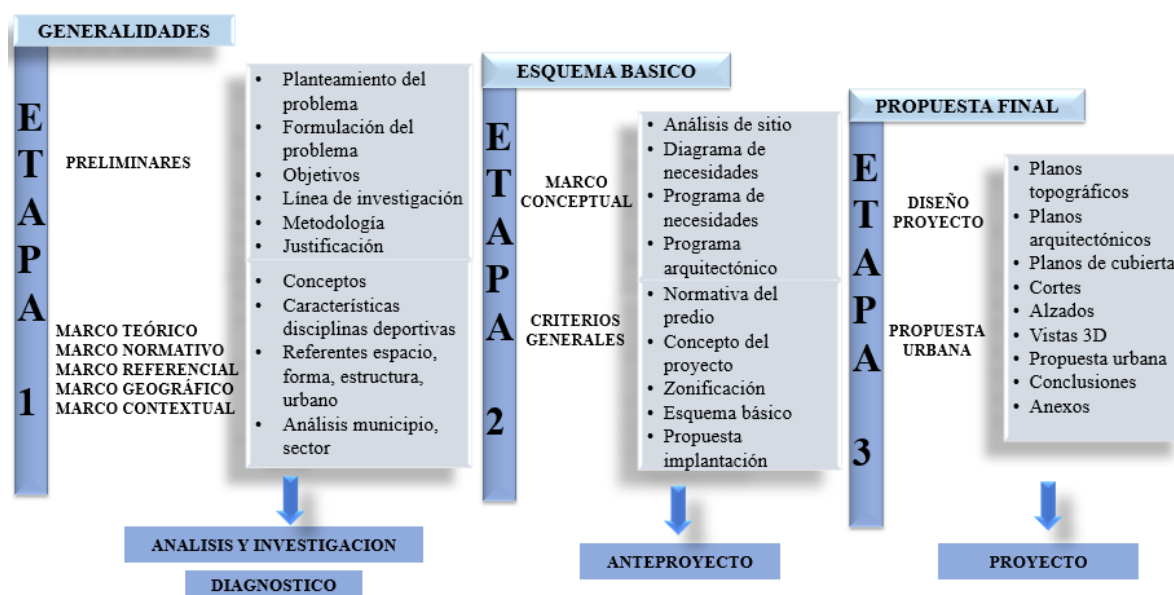 GENERALIDADES
ETAPA 1
PRELIMINARES
• Planteamiento del
problema
• Formulación del
problema
• Objetivos
• Línea de investigación
• Metodología
• Justificación
MARCO TEÓRICO
MARCO NORMATIVO
MARCO REFERENCIAL
MARCO GEOGRÁFICO
MARCO CONTEXTUAL
• Conceptos
• Características
disciplinas deportivas
• Referentes espacio,
forma, estructura,
urbano
• Análisis municipio,
sector
ANALISIS Y INVESTIGACION
DIAGNOSTICO
ESQUEMA BASICO
ETAPA 2
MARCO
CONCEPTUAL
• Análisis de sitio
• Diagrama de
necesidades
• Programa de
necesidades
• Programa
arquitectónico
CRITERIOS
GENERALES
• Normativa del
predio
• Concepto del
proyecto
• Zonificación
• Esquema básico
• Propuesta
implantación
ANTEPROYECTO
PROPUESTA FINAL
ETAPA 3
DISEÑO
PROYECTO
PROPUESTA
URBANA
• Planos
topográficos
• Planos
arquitectónicos
• Planos de cubierta
• Cortes
• Alzados
• Vistas 3D
• Propuesta urbana
• Conclusiones
• Anexos
PROYECTO